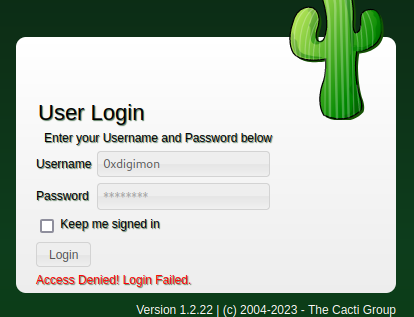 User Login
Enter your Username and Password below
Username 0xdigimon
Password ********
Keep me signed in
Login
Access Denied! Login Failed.
Version 1.2.22 | (c) 2004-2023 - The Cacti Group